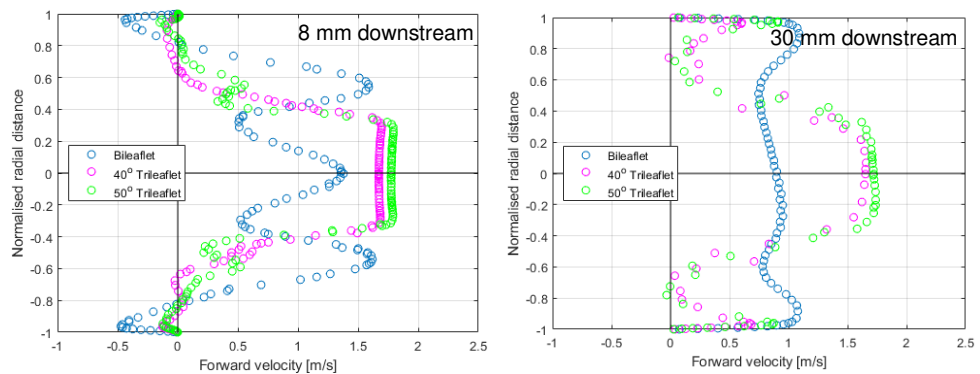 8 mm downstream
Normalised radial distance
1
0.8
0.6
0.4
0.2
0
-0.2
-0.4
-0.6
-0.8
-1
Bileaflet
40o Trileaflet
50o Trileaflet
-1 -0.5 0 0.5 1 1.5 2 2.5
Forward velocity [m/s]
30 mm downstream
Normalised radial distance
1
0.8
0.6
0.4
0.2
0
-0.2
-0.4
-0.6
-0.8
-1
Bileaflet
40o Trileaflet
50o Trileaflet
-1 -0.5 0 0.5 1 1.5 2 2.5
Forward velocity [m/s]